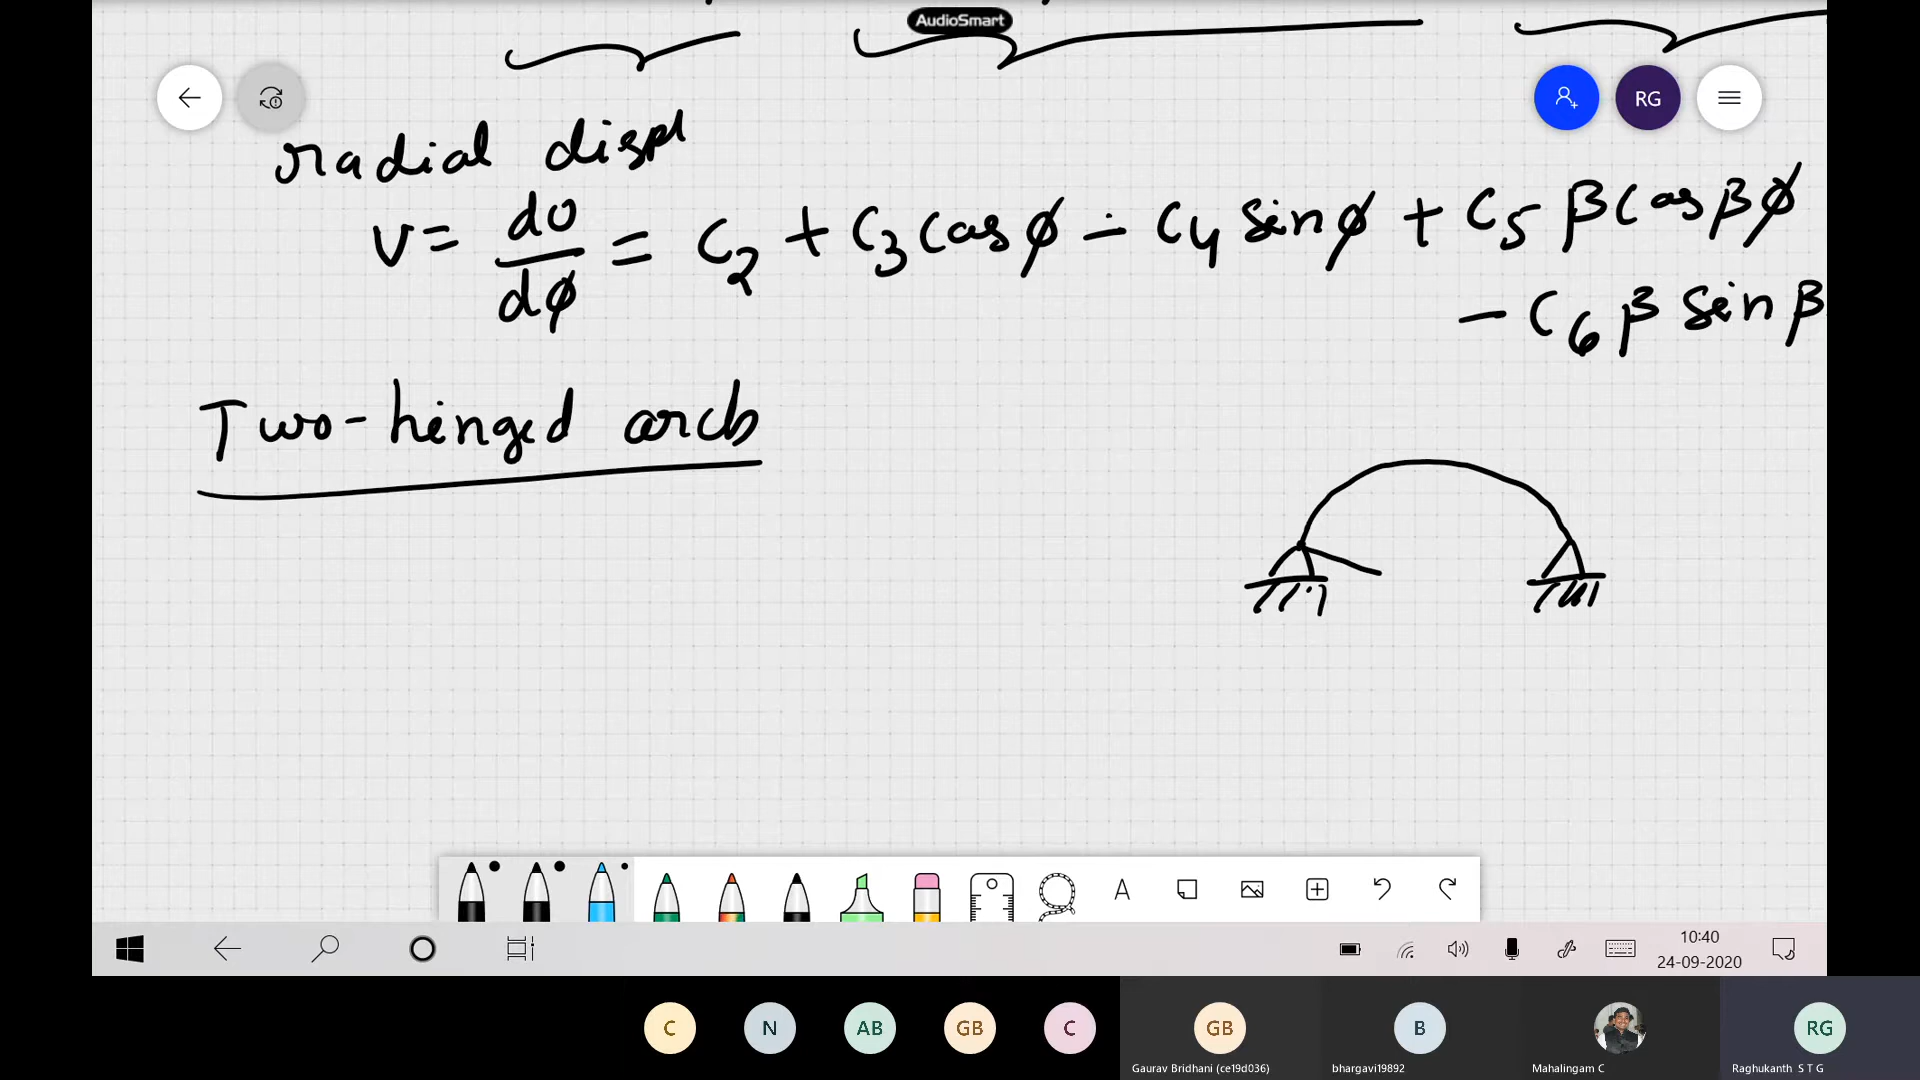 AudioSmart
RG
radial displ
v = dv/dϕ = C₂ + C₃ cos ϕ - C₄ sin ϕ + C₅ β cos βϕ
- C₆ β sin β
Two-hinged arch
A
10:40
24-09-2020
C N AB GB C GB B RG
Gaurav Bridhani (ce19d036) bhargavi19892 Mahalingam C Raghukanth S T G